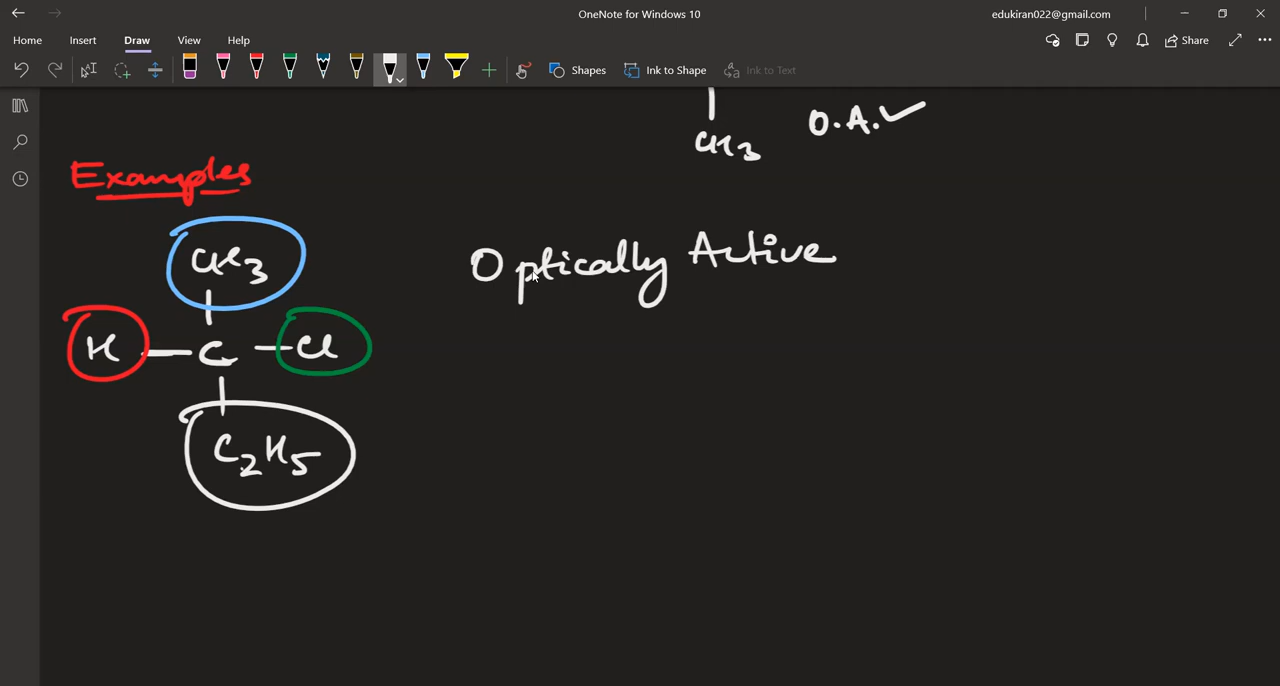 OneNote for Windows 10
edukiran022@gmail.com
Home Insert Draw View Help
Share
Shapes
Ink to Shape
Ink to Text
CH3
O.A.✓
Examples
CH3
Optically Active
H — C — Cl
C2H5